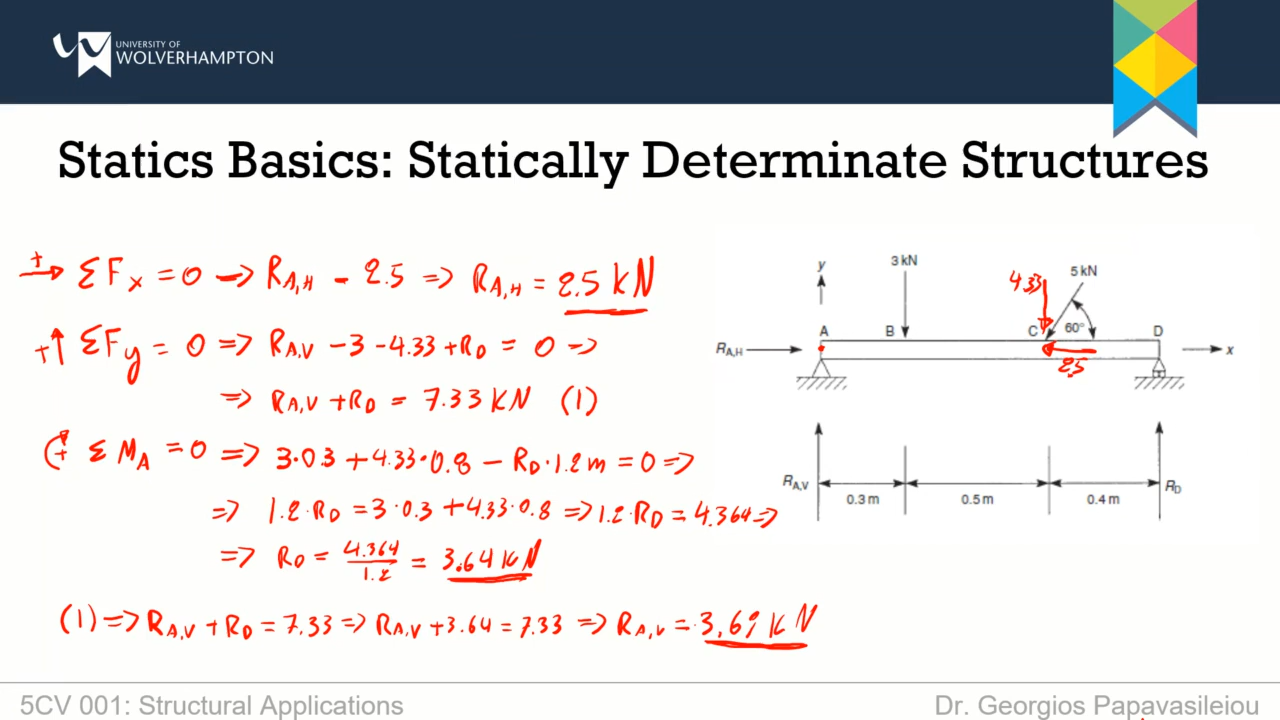 UNIVERSITY OF
WOLVERHAMPTON
Statics Basics: Statically Determinate Structures
+→ ΣFx = 0 → RA,H - 2.5 ⇒ RA,H = 2.5 kN
+↑ ΣFy = 0 ⇒ RA,V - 3 - 4.33 + RD = 0 ⇒
⇒ RA,V + RD = 7.33 KN (1)
(+ Σ MA = 0 ⇒ 3·0.3 + 4.33·0.8 - RD·1.2m = 0 ⇒
⇒ 1.2·RD = 3·0.3 + 4.33·0.8 ⇒ 1.2·RD = 4.364 ⇒
⇒ RD = 4.364/1.2 = 3.64 kN
(1) ⇒ RA,V + RD = 7.33 ⇒ RA,V + 3.64 = 7.33 ⇒ RA,V = 3.69 kN
3 kN
y
4.33
5 kN
A
B
C
60°
D
RA,H
x
2.5
RA,V
0.3 m
0.5 m
0.4 m
RD
5CV 001: Structural Applications
Dr. Georgios Papavasileiou